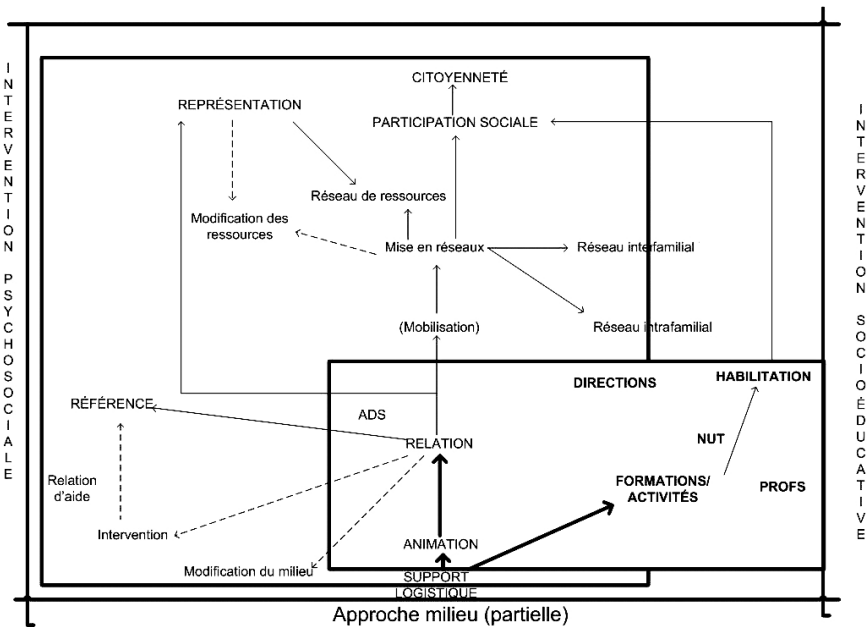 INTERVENTION PSYCHOSOCIALE
CITOYENNETÉ
REPRÉSENTATION
PARTICIPATION SOCIALE
Réseau de ressources
Modification des
ressources
Mise en réseaux
Réseau interfamilial
(Mobilisation)
Réseau intrafamilial
INTERVENTION SOCIOÉDUCATIVE
DIRECTIONS
HABILITATION
RÉFÉRENCE
ADS
RELATION
NUT
Relation
d'aide
FORMATIONS/
ACTIVITÉS
PROFS
Intervention
ANIMATION
Modification du milieu
SUPPORT
LOGISTIQUE
Approche milieu (partielle)